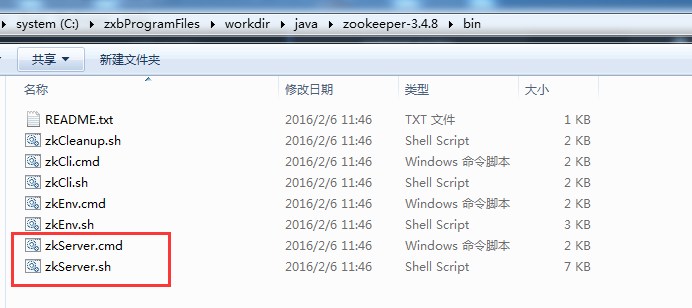 system (C:) zxbProgramFiles workdir java zookeeper-3.4.8 bin
共享 新建文件夹
名称 修改日期 类型 大小
README.txt 2016/2/6 11:46 TXT 文件 1 KB
zkCleanup.sh 2016/2/6 11:46 Shell Script 2 KB
zkCli.cmd 2016/2/6 11:46 Windows 命令脚本 2 KB
zkCli.sh 2016/2/6 11:46 Shell Script 2 KB
zkEnv.cmd 2016/2/6 11:46 Windows 命令脚本 2 KB
zkEnv.sh 2016/2/6 11:46 Shell Script 3 KB
zkServer.cmd 2016/2/6 11:46 Windows 命令脚本 2 KB
zkServer.sh 2016/2/6 11:46 Shell Script 7 KB